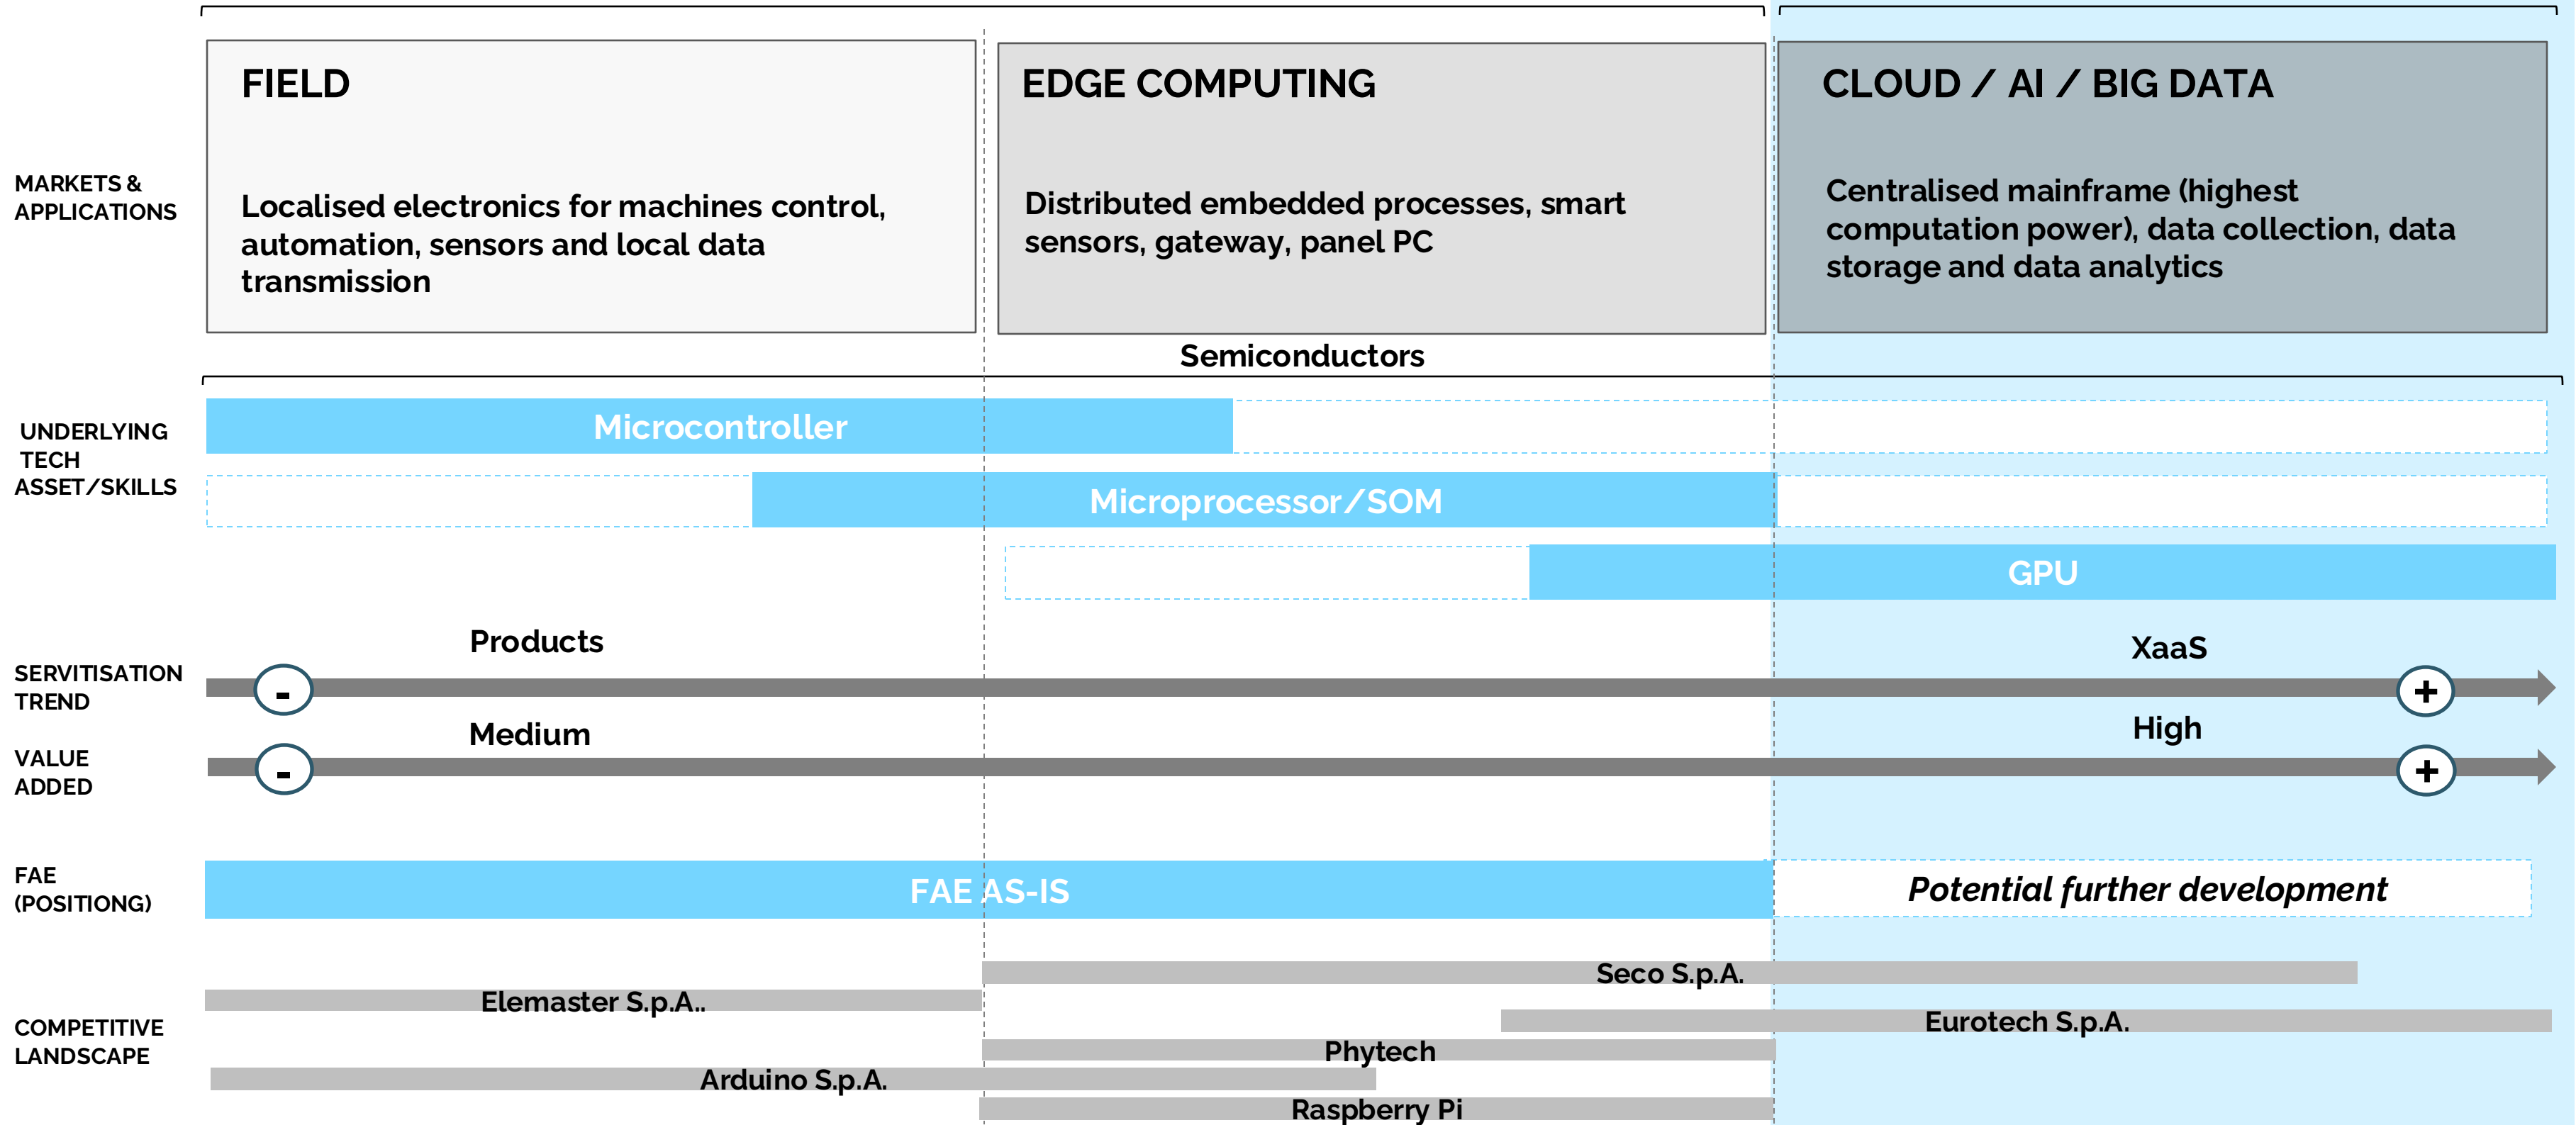 FIELD
EDGE COMPUTING
CLOUD / AI / BIG DATA
MARKETS &
APPLICATIONS
Localised electronics for machines control,
automation, sensors and local data
transmission
Distributed embedded processes, smart
sensors, gateway, panel PC
Centralised mainframe (highest
computation power), data collection, data
storage and data analytics
Semiconductors
UNDERLYING
TECH
ASSET/SKILLS
Microcontroller
Microprocessor/SOM
GPU
SERVITISATION
TREND
Products
XaaS
-
+
VALUE
ADDED
Medium
High
-
+
FAE
(POSITIONG)
FAE AS-IS
Potential further development
COMPETITIVE
LANDSCAPE
Seco S.p.A.
Elemaster S.p.A..
Eurotech S.p.A.
Phytech
Arduino S.p.A.
Raspberry Pi